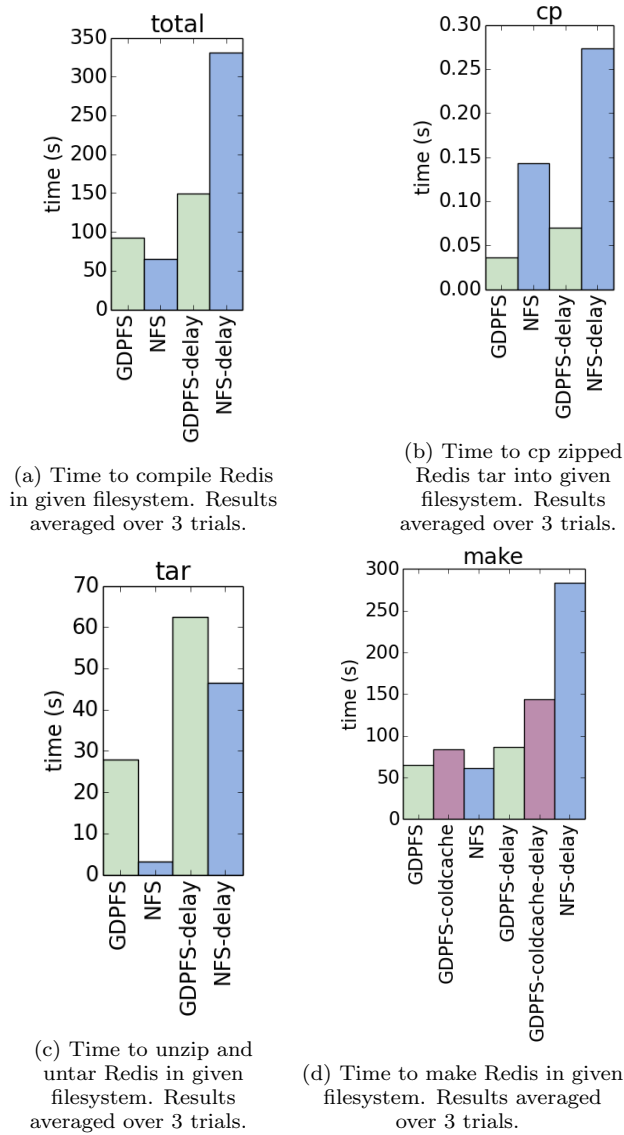 total
350
300
250
200
150
100
50
0
time (s)
GDPFS
NFS
GDPFS-delay
NFS-delay
(a) Time to compile Redis
in given filesystem. Results
averaged over 3 trials.
cp
0.30
0.25
0.20
0.15
0.10
0.05
0.00
time (s)
GDPFS
NFS
GDPFS-delay
NFS-delay
(b) Time to cp zipped
Redis tar into given
filesystem. Results
averaged over 3 trials.
tar
70
60
50
40
30
20
10
0
time (s)
GDPFS
NFS
GDPFS-delay
NFS-delay
(c) Time to unzip and
untar Redis in given
filesystem. Results
averaged over 3 trials.
make
300
250
200
150
100
50
0
time (s)
GDPFS
GDPFS-coldcache
NFS
GDPFS-delay
GDPFS-coldcache-delay
NFS-delay
(d) Time to make Redis in given
filesystem. Results averaged
over 3 trials.